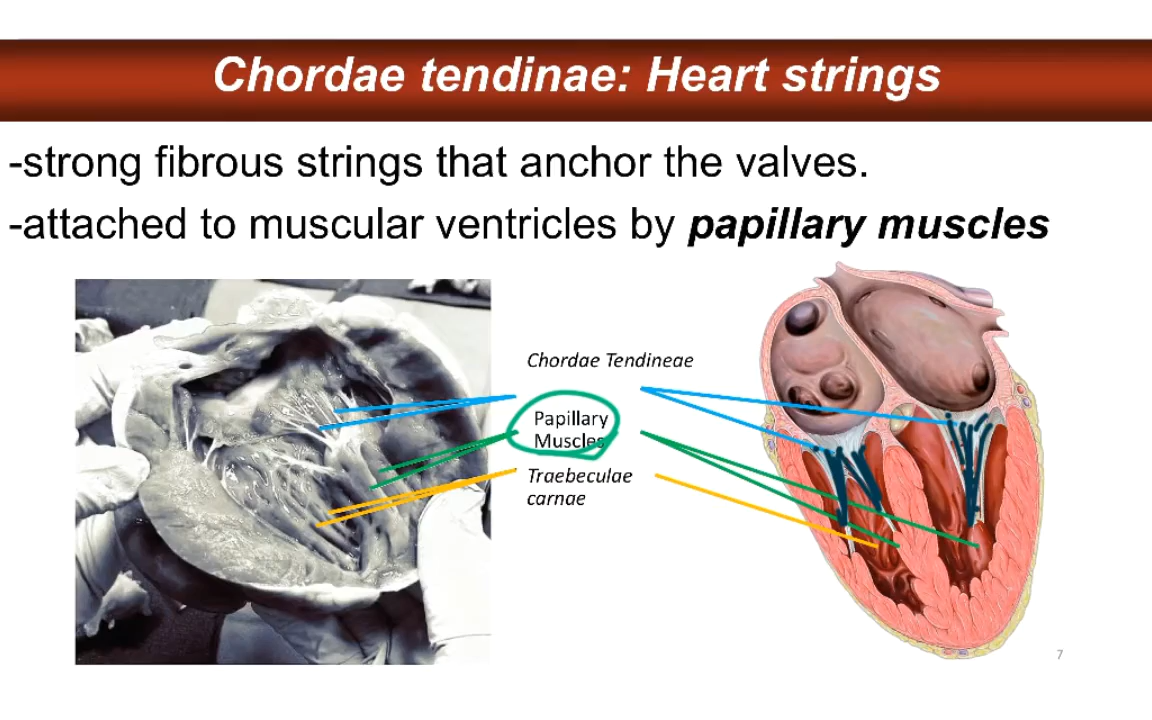 Chordae tendinae: Heart strings
-strong fibrous strings that anchor the valves.
-attached to muscular ventricles by papillary muscles
Chordae Tendineae
Papillary
Muscles
Traebeculae
carnae
7